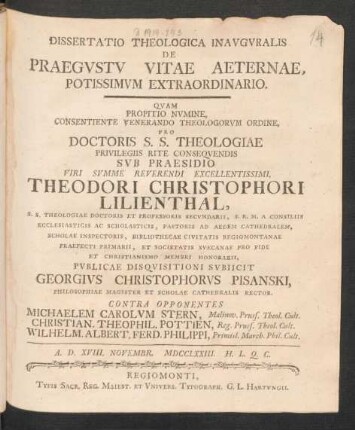 14
DISSERTATIO THEOLOGICA INAVGVRALIS
DE
PRAEGVSTV VITAE AETERNAE,
POTISSIMVM EXTRAORDINARIO.
QVAM
PROPITIO NVMINE,
CONSENTIENTE VENERANDO THEOLOGORVM ORDINE,
PRO
DOCTORIS S. S. THEOLOGIAE
PRIVILEGIIS RITE CONSEQVENDIS
SVB PRAESIDIO
VIRI SVMME REVERENDI EXCELLENTISSIMI,
THEODORI CHRISTOPHORI
LILIENTHAL,
S. S. THEOLOGIAE DOCTORIS ET PROFESSORIS SECVNDARII, S. R. M. A CONSILIIS
ECCLESIASTICIS AC SCHOLASTICIS, PASTORIS AD AEDEM CATHEDRALEM,
SCHOLAE INSPECTORIS, BIBLIOTHECAE CIVITATIS REGIOMONTANAE
PRAEFECTI PRIMARII, ET SOCIETATIS SVECANAE PRO FIDE
ET CHRISTIANISMO MEMBRI HONORARII,
PVBLICAE DISQVISITIONI SVBIICIT
GEORGIVS CHRISTOPHORVS PISANSKI,
PHILOSOPHIAE MAGISTER ET SCHOLAE CATHEDRALIS RECTOR.
CONTRA OPPONENTES
MICHAELEM CAROLVM STERN, Pruss. Theol. Cult.
CHRISTIAN. THEOPHIL. POTTIEN, Reg. Pruss. Theol. Cult.
WILHELM. ALBERT. FERD. PHILIPPI, March. Phil. Cult.
A. D. XVIII. NOVEMBR. MDCCLXXIII. H. L. Q. C.
REGIOMONTI,
TYPIS SACR. REG. MAIEST. ET VNIVERS. TYPOGRAPH. G. L. HARTVNGII.